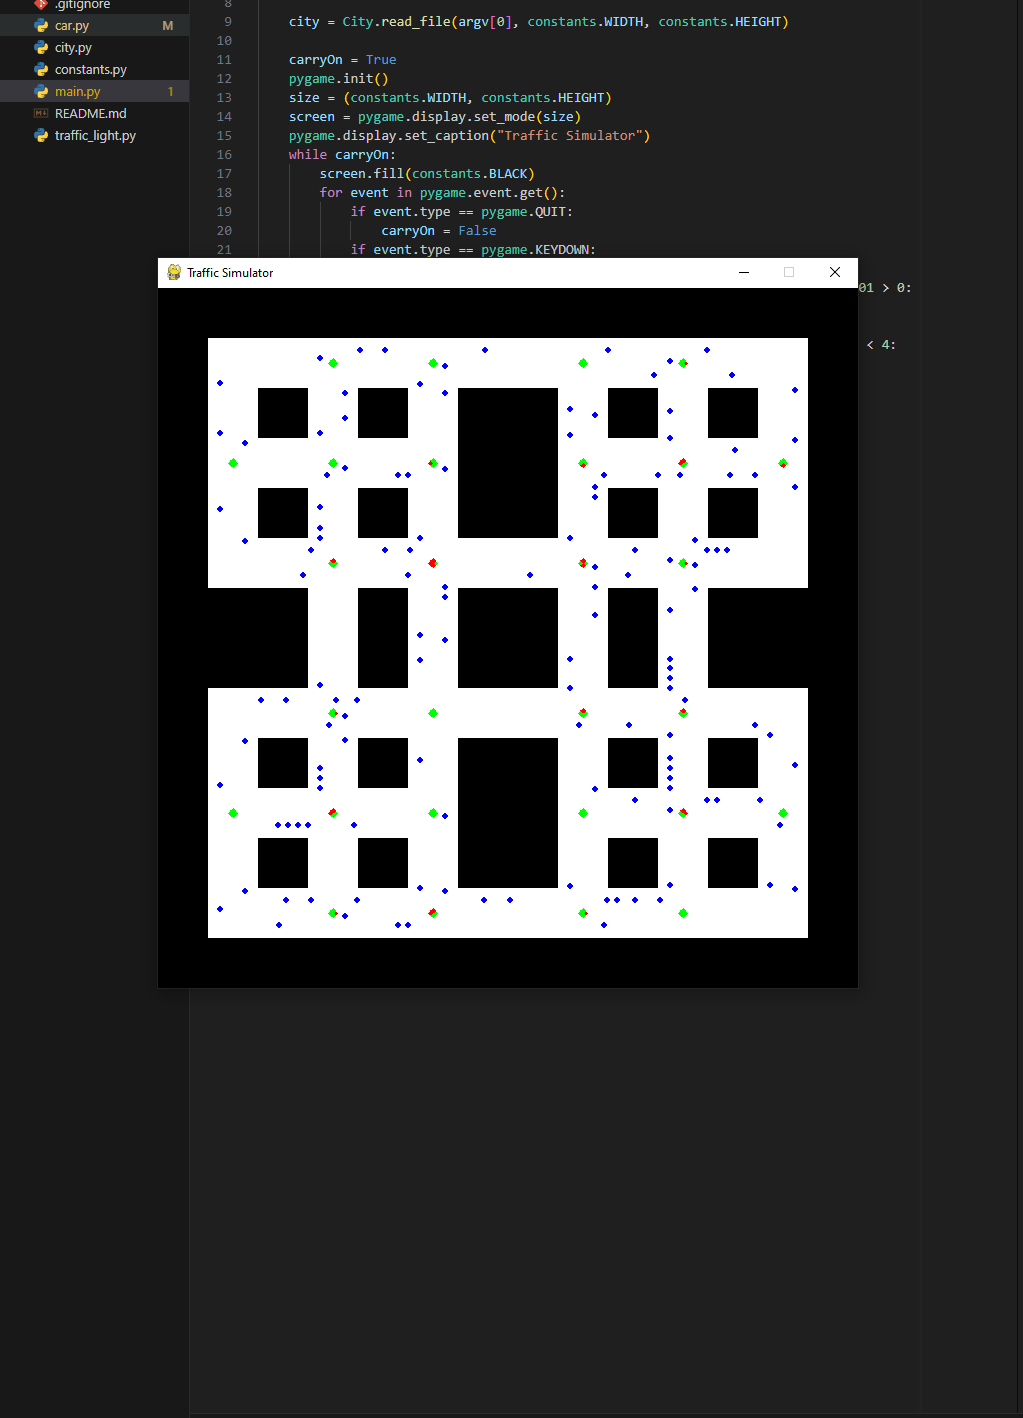 .gitignore
car.py M
city.py
constants.py
main.py 1
README.md
traffic_light.py
8
9 city = City.read_file(argv[0], constants.WIDTH, constants.HEIGHT)
10
11 carryOn = True
12 pygame.init()
13 size = (constants.WIDTH, constants.HEIGHT)
14 screen = pygame.display.set_mode(size)
15 pygame.display.set_caption("Traffic Simulator")
16 while carryOn:
17 screen.fill(constants.BLACK)
18 for event in pygame.event.get():
19 if event.type == pygame.QUIT:
20 carryOn = False
21 if event.type == pygame.KEYDOWN:
Traffic Simulator
01 > 0:
< 4: